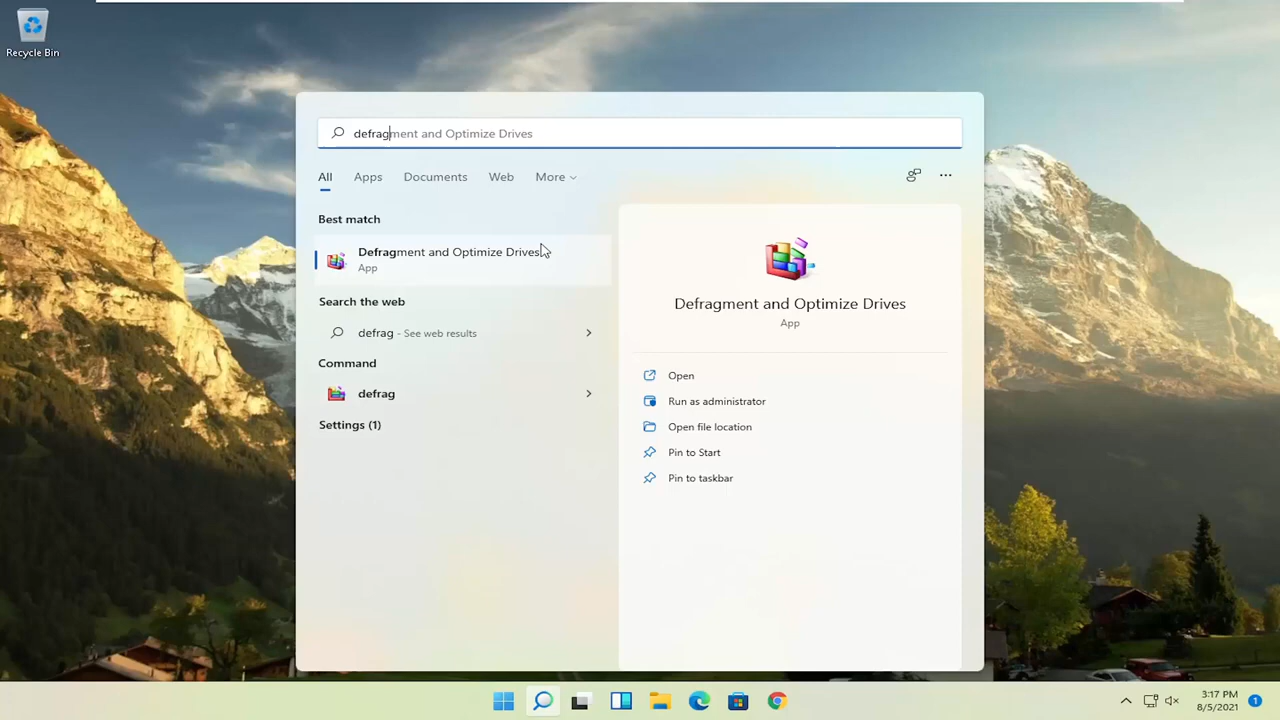 Recycle Bin
defragment and Optimize Drives
All Apps Documents Web More
Best match
Defragment and Optimize Drives
App
Search the web
defrag - See web results
Command
defrag
Settings (1)
Defragment and Optimize Drives
App
Open
Run as administrator
Open file location
Pin to Start
Pin to taskbar
3:17 PM
8/5/2021
1